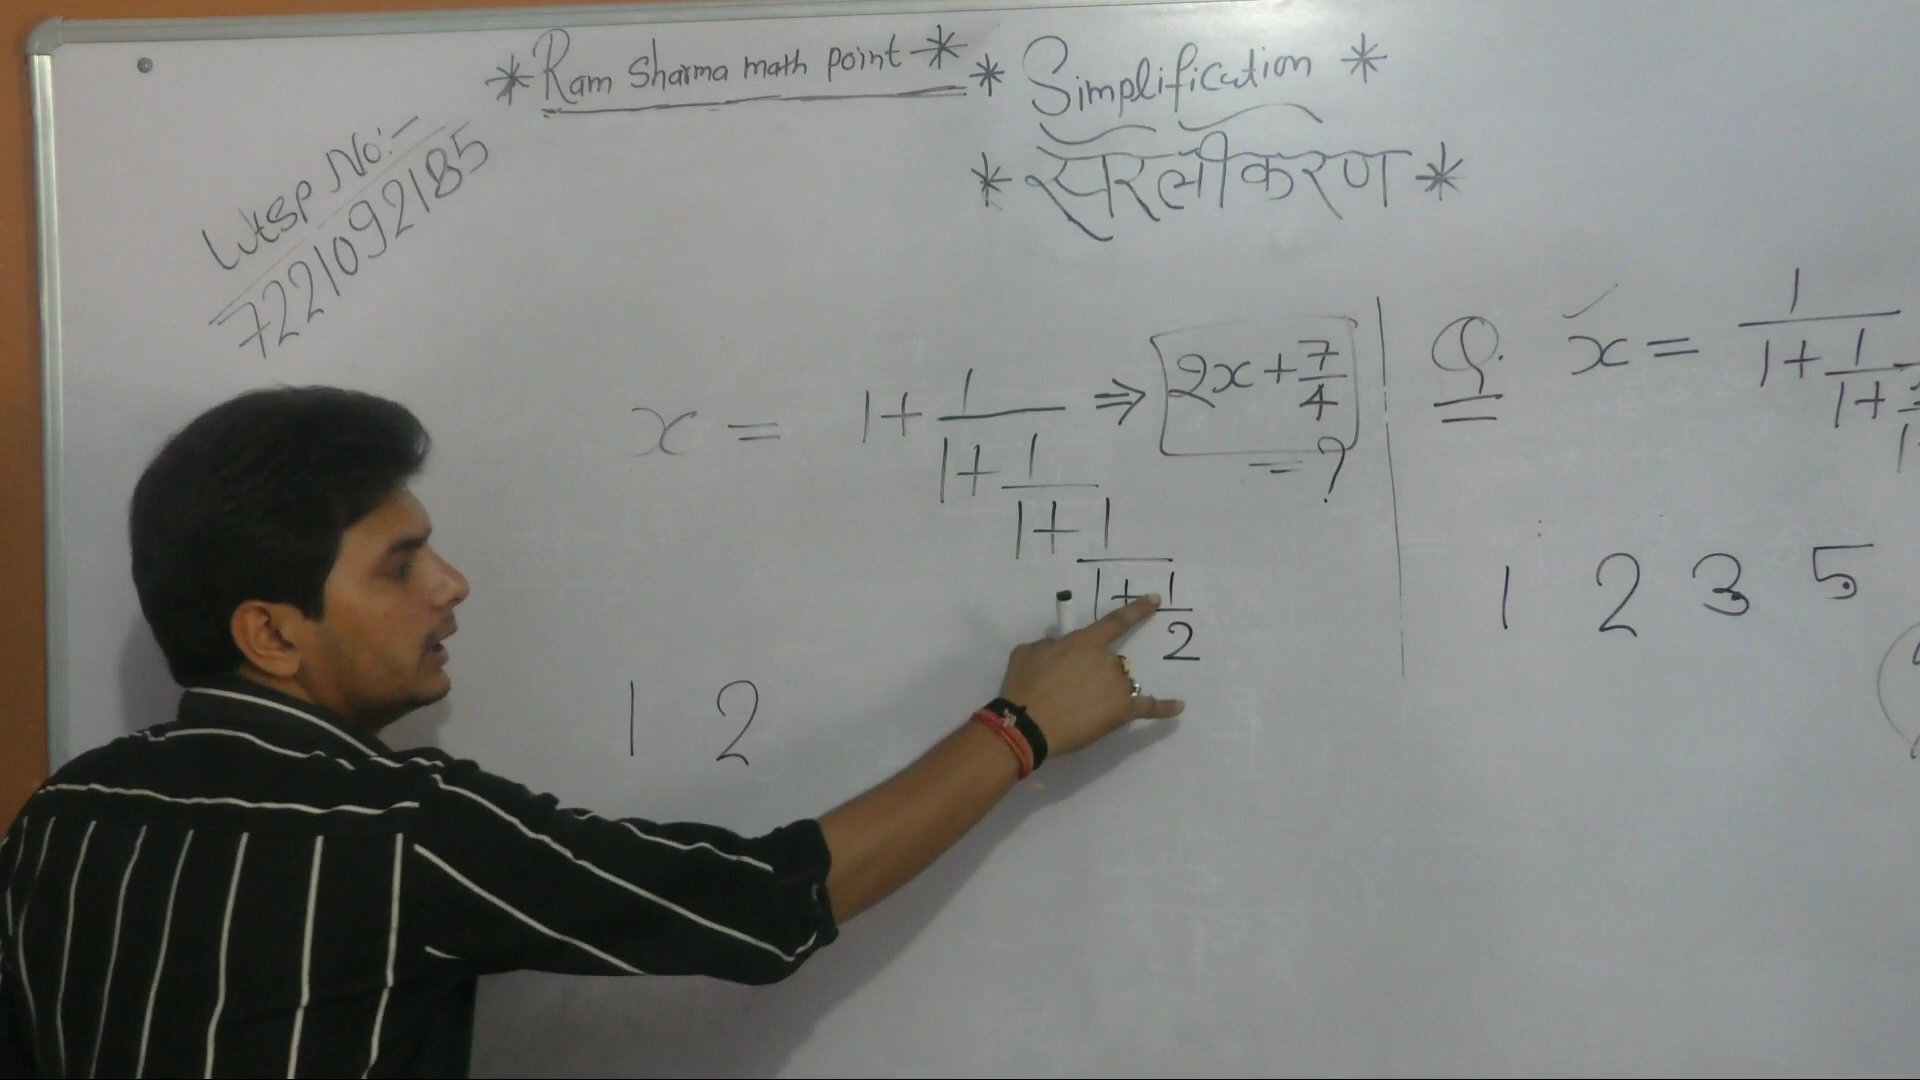 *Ram Sharma math point*
* Simplification *
* सरलीकरण *
Wtsp No:-
7221092185
x = 1+1/(1+1/(1+1/(1+1/2))) ⇒ 2x+7/4
=?
1 2
Q. x = 1/(1+1/(1+
1 2 3 5